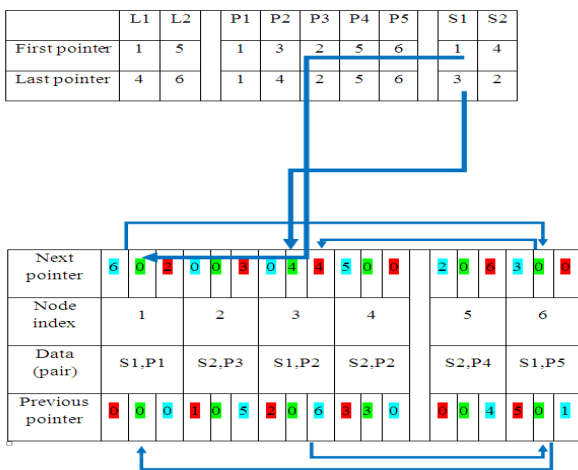 L1 L2 P1 P2 P3 P4 P5 S1 S2
First pointer 1 5 1 3 2 5 6 1 4
Last pointer 4 6 1 4 2 5 6 3 2
Next pointer 6 0 2 0 0 3 0 4 4 5 0 0 2 0 6 3 0 0
Node index 1 2 3 4 5 6
Data (pair) S1,P1 S2,P3 S1,P2 S2,P2 S2,P4 S1,P5
Previous pointer 0 0 0 1 0 5 2 0 6 3 3 0 0 0 4 5 0 1